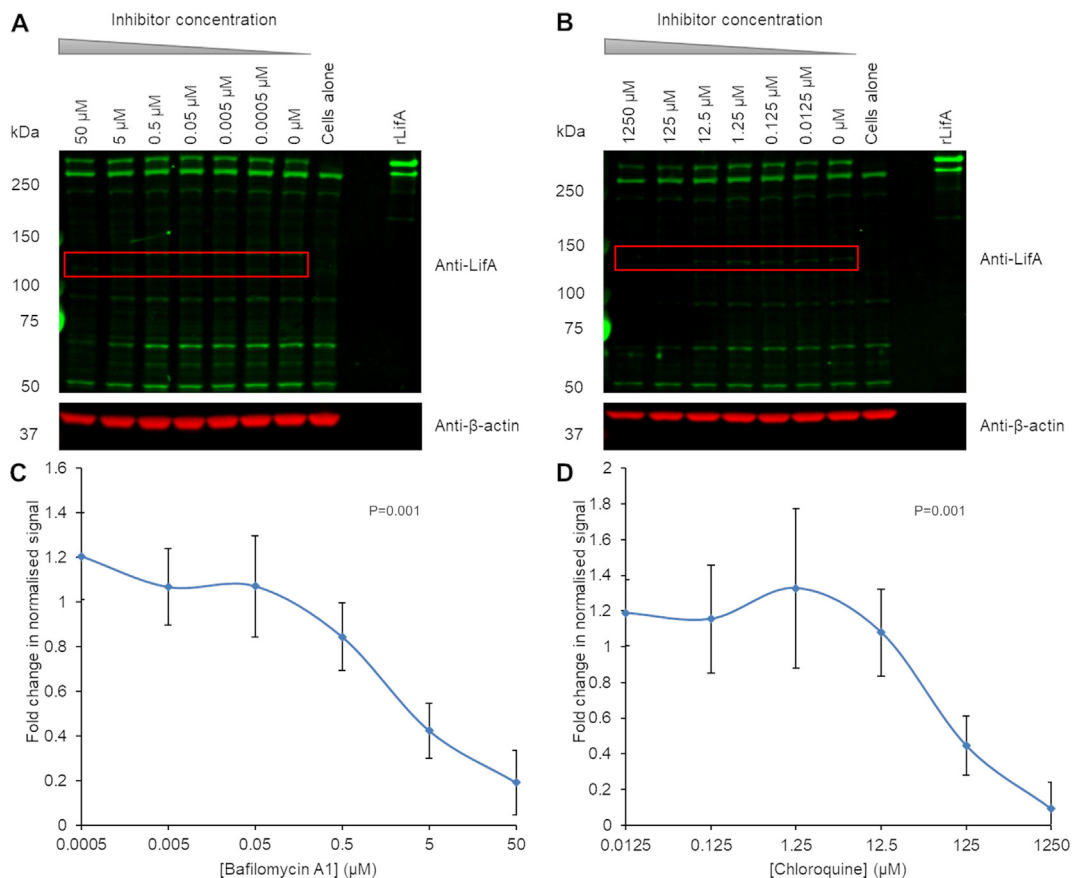 A
Inhibitor concentration
kDa
50 µM
5 µM
0.5 µM
0.05 µM
0.005 µM
0.0005 µM
0 µM
Cells alone
rLifA
250
150
100
75
50
Anti-LifA
37
Anti-β-actin
B
Inhibitor concentration
kDa
1250 µM
125 µM
12.5 µM
1.25 µM
0.125 µM
0.0125 µM
0 µM
Cells alone
rLifA
250
150
100
75
50
Anti-LifA
37
Anti-β-actin
C
Fold change in normalised signal
1.6
1.4
1.2
1
0.8
0.6
0.4
0.2
0
P=0.001
0.0005
0.005
0.05
0.5
5
50
[Bafilomycin A1] (µM)
D
Fold change in normalised signal
2
1.8
1.6
1.4
1.2
1
0.8
0.6
0.4
0.2
0
P=0.001
0.0125
0.125
1.25
12.5
125
1250
[Chloroquine] (µM)